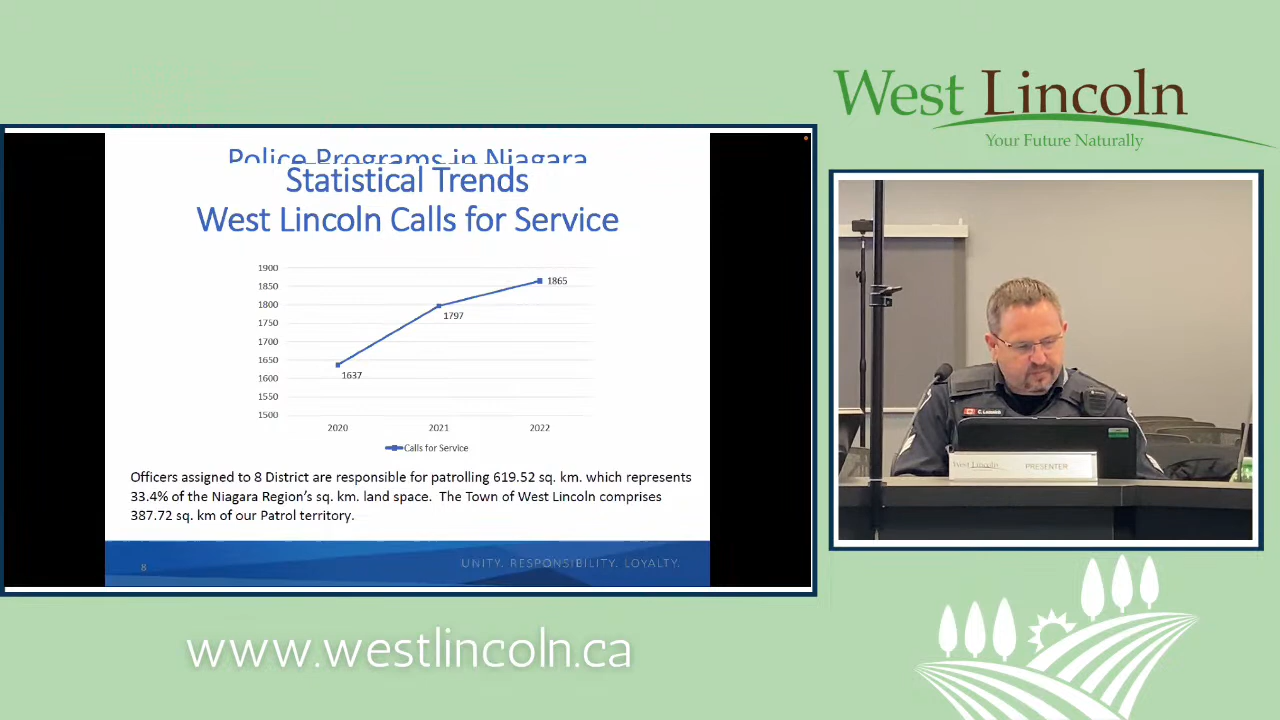 Police Programs in Niagara
Statistical Trends
West Lincoln Calls for Service
1900
1850
1800
1750
1700
1650
1600
1550
1500
1637
1797
1865
2020 2021 2022
Calls for Service
Officers assigned to 8 District are responsible for patrolling 619.52 sq. km. which represents
33.4% of the Niagara Region's sq. km. land space. The Town of West Lincoln comprises
387.72 sq. km of our Patrol territory.
8
UNITY. RESPONSIBILITY. LOYALTY.
West Lincoln
Your Future Naturally
West Lincoln
PRESENTER
www.westlincoln.ca